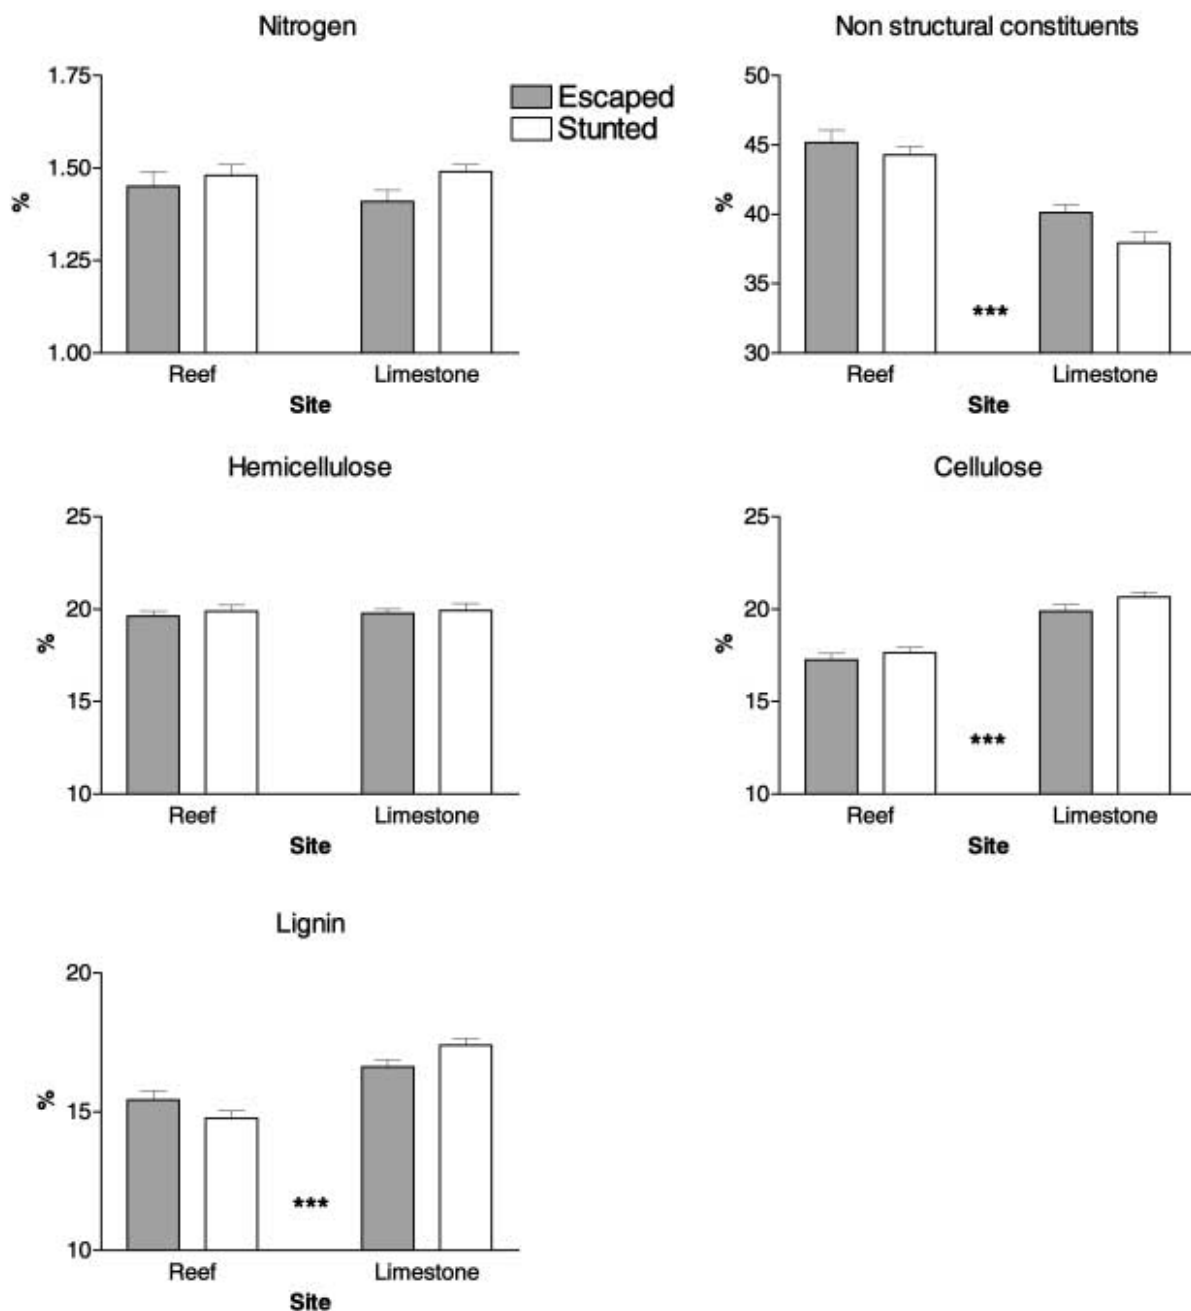 Nitrogen
1.75
1.50
1.25
1.00
%
Reef Limestone
Site
Escaped
Stunted
Non structural constituents
50
45
40
35
30
%
***
Reef Limestone
Site
Hemicellulose
25
20
15
10
%
Reef Limestone
Site
Cellulose
25
20
15
10
%
***
Reef Limestone
Site
Lignin
20
15
10
%
***
Reef Limestone
Site